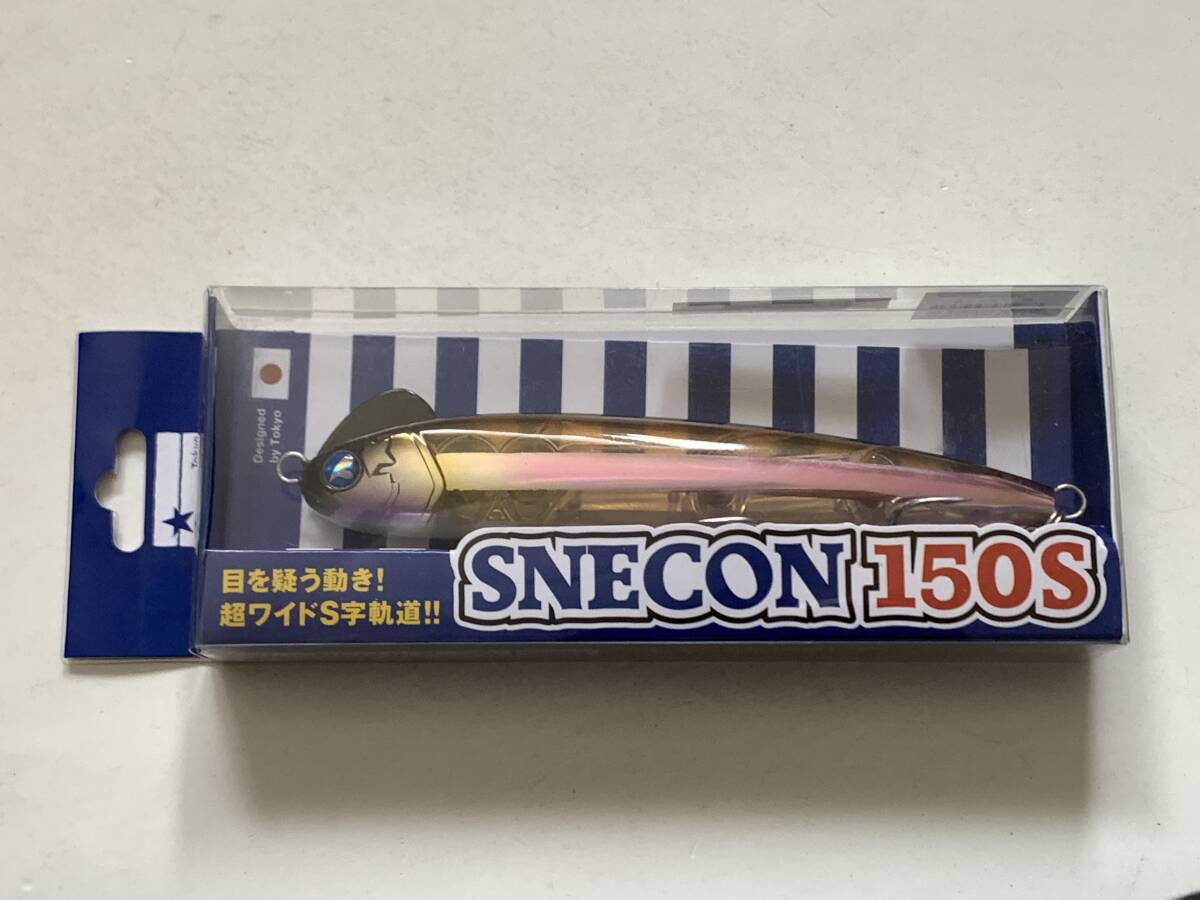 Designed
by Tokyo
Tokyo
目を疑う動き!
超ワイドS字軌道!!
SNECON 150S